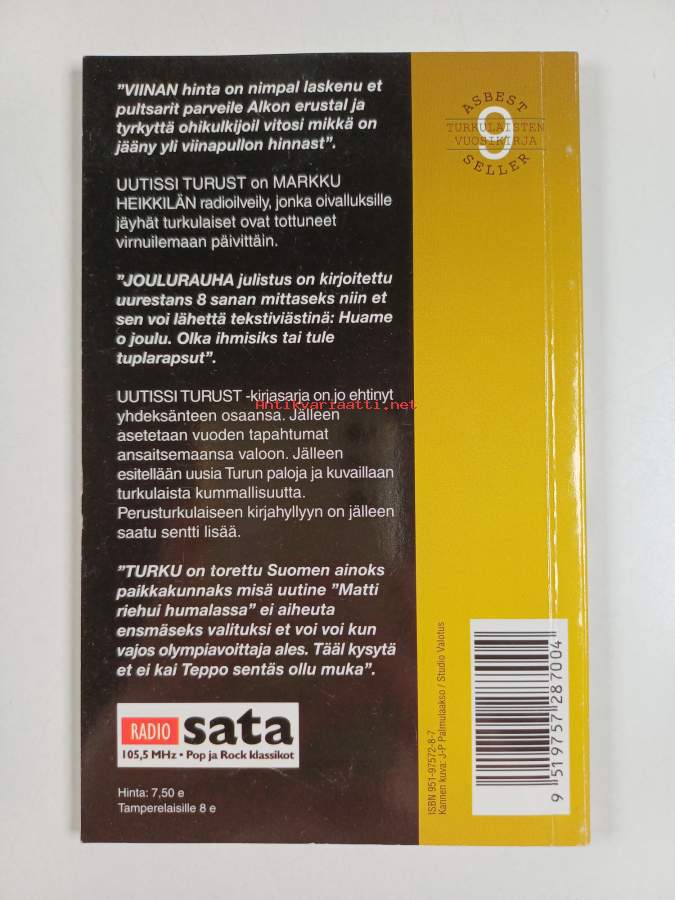 "VIINAN hinta on nimpal laskenu et
pultsarit parveile Alkon erustal ja
tyrkyttä ohikulkijoil vitosi mikkä on
jääny yli viinapullon hinnast".
UUTISSI TURUST on MARKKU
HEIKKILÄN radioilveily, jonka oivalluksille
jäyhät turkulaiset ovat tottuneet
virnuilemaan päivittäin.
"JOULURAUHA julistus on kirjoitettu
uurestans 8 sanan mittaseks niin et
sen voi lähettä tekstiviästinä: Huame
o joulu. Olka ihmisiks tai tule
tuplarapsut".
UUTISSI TURUST -kirjasarja on jo ehtinyt
yhdeksänteen osaansa. Jälleen
asetetaan vuoden tapahtumat
ansaitsemaansa valoon. Jälleen
esitellään uusia Turun paloja ja kuvaillaan
turkulaista kummallisuutta.
Perusturkulaiseen kirjahyllyyn on jälleen
saatu sentti lisää.
"TURKU on torettu Suomen ainoks
paikkakunnaks misä uutine "Matti
riehui humalassa" ei aiheuta
ensmäseks valituksi et voi voi kun
vajos olympiavoittaja ales. Tääl kysytä
et ei kai Teppo sentäs ollu muka".
RADIO sata
105,5 MHz • Pop ja Rock klassikot
Hinta: 7,50 e
Tamperelaisille 8 e
ASBEST
TURKULAISTEN
9
VUOSIKIRJA
SELLER
ISBN 951-97572-8-7
Kannen kuva: J-P Palmulaakso / Studio Valotus
9 519757 287004
Antikvariaatti.net